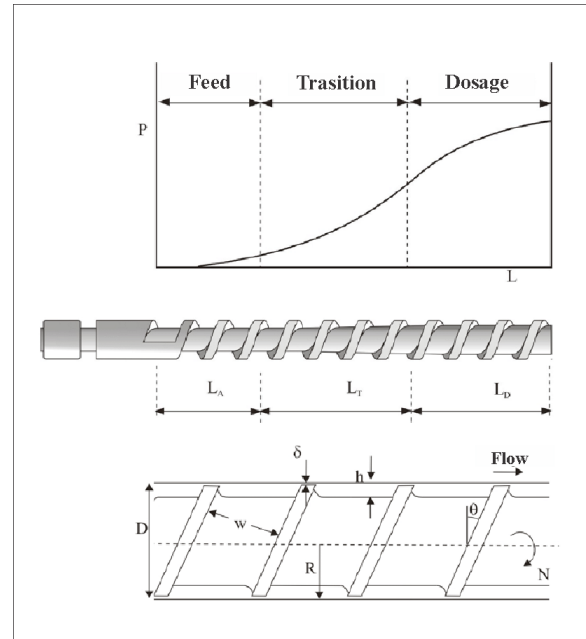 Feed Trasition Dosage
P
L
L_A L_T L_D
δ h Flow
D w θ
R N